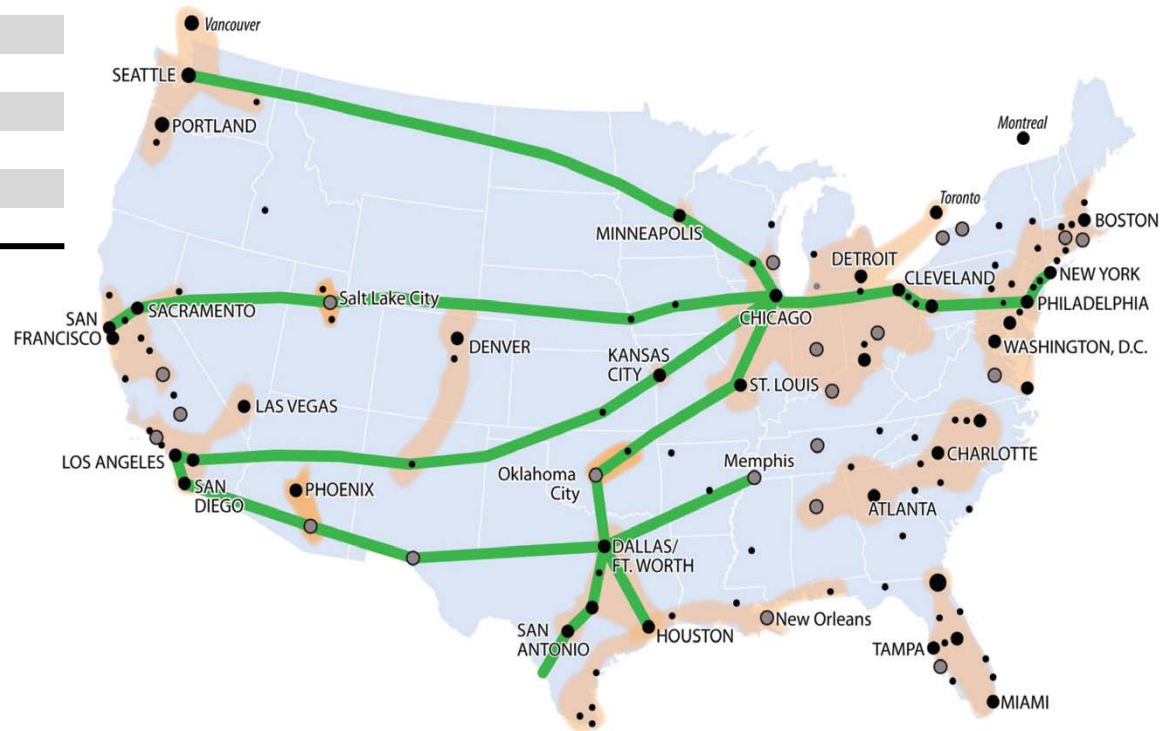 Vancouver
SEATTLE
PORTLAND
Montreal
Toronto
MINNEAPOLIS
BOSTON
DETROIT
CLEVELAND
NEW YORK
Salt Lake City
SACRAMENTO
PHILADELPHIA
CHICAGO
SAN
FRANCISCO
DENVER
WASHINGTON, D.C.
KANSAS
CITY
ST. LOUIS
LAS VEGAS
CHARLOTTE
LOS ANGELES
Memphis
Oklahoma
City
PHOENIX
SAN
DIEGO
ATLANTA
DALLAS/
FT. WORTH
New Orleans
SAN
ANTONIO
HOUSTON
TAMPA
MIAMI